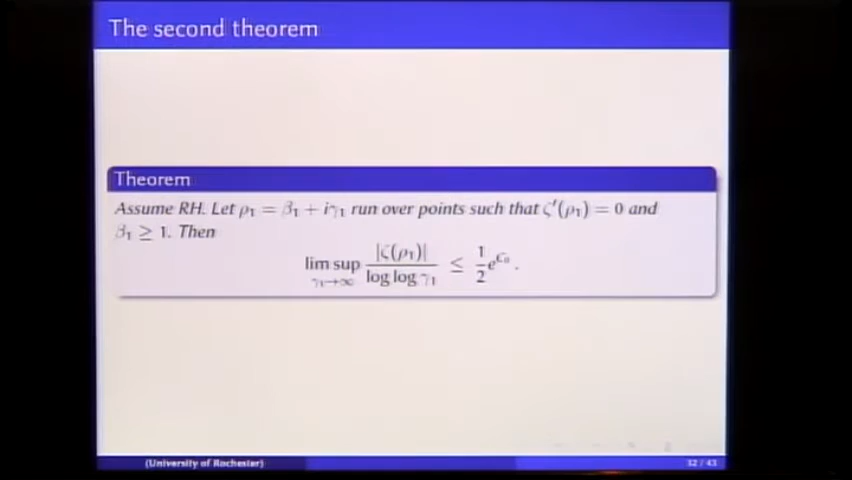 The second theorem
Theorem
Assume RH. Let ρ₁ = β₁ + iγ₁ run over points such that ζ′(ρ₁) = 0 and
β₁ ≥ 1. Then
lim sup_{γ₁→∞} |ζ(ρ₁)| / log log γ₁ ≤ 1/2 e^{C₀}.
(University of Rochester)
32 / 43